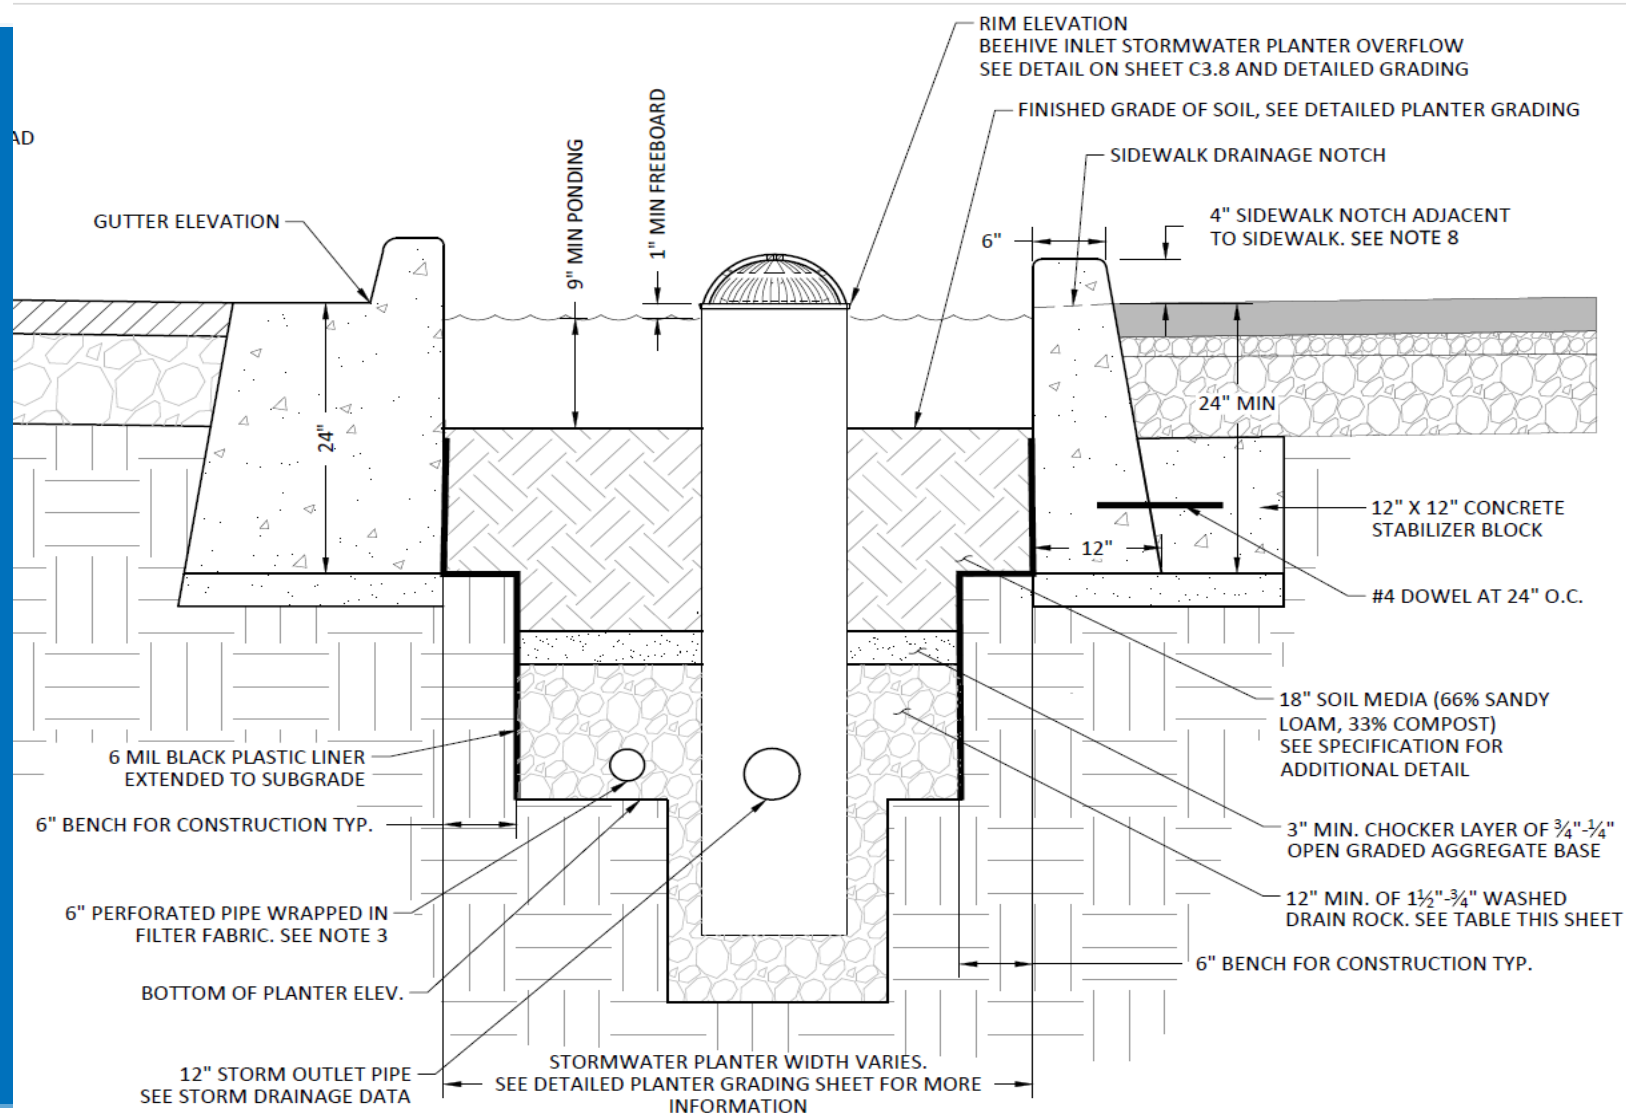 RIM ELEVATION
BEEHIVE INLET STORMWATER PLANTER OVERFLOW
SEE DETAIL ON SHEET C3.8 AND DETAILED GRADING
FINISHED GRADE OF SOIL, SEE DETAILED PLANTER GRADING
AD
SIDEWALK DRAINAGE NOTCH
9" MIN PONDING
1" MIN FREEBOARD
GUTTER ELEVATION
4" SIDEWALK NOTCH ADJACENT
TO SIDEWALK. SEE NOTE 8
6"
24"
24" MIN
12" X 12" CONCRETE
STABILIZER BLOCK
12"
#4 DOWEL AT 24" O.C.
18" SOIL MEDIA (66% SANDY
LOAM, 33% COMPOST)
SEE SPECIFICATION FOR
ADDITIONAL DETAIL
6 MIL BLACK PLASTIC LINER
EXTENDED TO SUBGRADE
6" BENCH FOR CONSTRUCTION TYP.
3" MIN. CHOCKER LAYER OF ¾"-¼"
OPEN GRADED AGGREGATE BASE
12" MIN. OF 1½"-¾" WASHED
DRAIN ROCK. SEE TABLE THIS SHEET
6" PERFORATED PIPE WRAPPED IN
FILTER FABRIC. SEE NOTE 3
6" BENCH FOR CONSTRUCTION TYP.
BOTTOM OF PLANTER ELEV.
12" STORM OUTLET PIPE
SEE STORM DRAINAGE DATA
STORMWATER PLANTER WIDTH VARIES.
SEE DETAILED PLANTER GRADING SHEET FOR MORE
INFORMATION